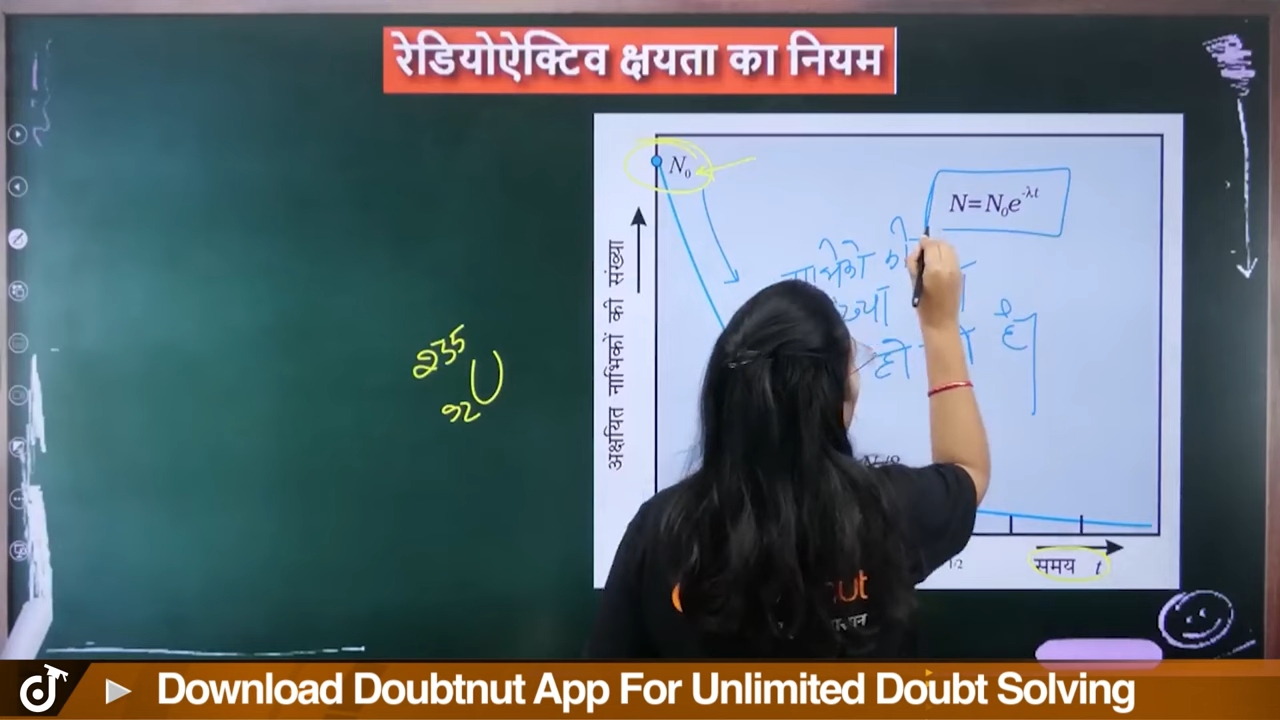 रेडियोऐक्टिव क्षयता का नियम
N₀
N=N₀e^-λt
अक्षयित नाभिकों की संख्या
235
U
92
है
हो
समय t
Download Doubtnut App For Unlimited Doubt Solving